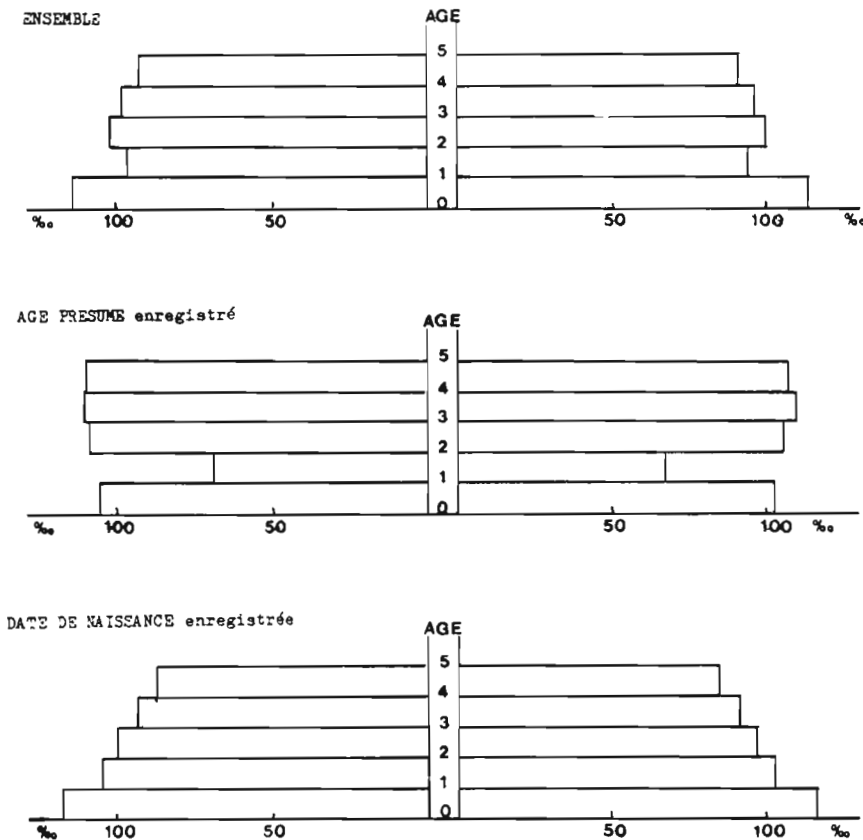 ENSEMBLE
AGE
5
4
3
2
1
0
‰ 100 50 50 100 ‰
AGE PRESUME enregistré
AGE
5
4
3
2
1
0
‰ 100 50 50 100 ‰
DATE DE NAISSANCE enregistrée
AGE
5
4
3
2
1
0
‰ 100 50 50 100 ‰